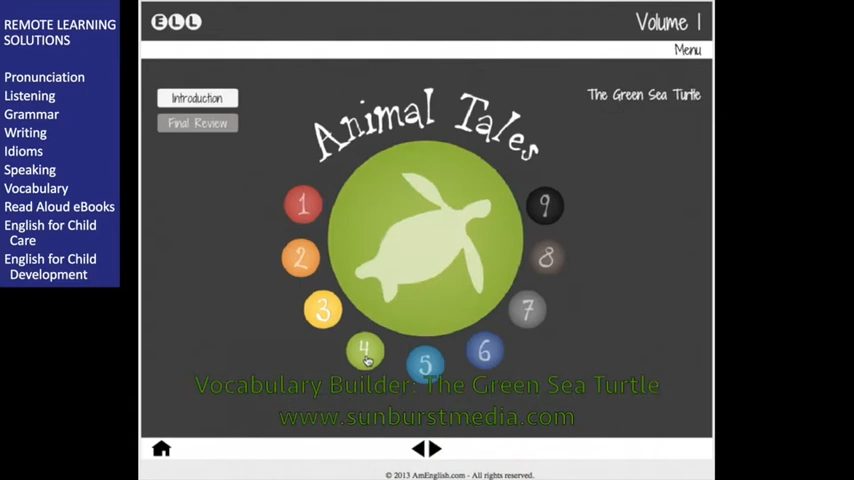 REMOTE LEARNING
SOLUTIONS
Pronunciation
Listening
Grammar
Writing
Idioms
Speaking
Vocabulary
Read Aloud eBooks
English for Child
Care
English for Child
Development
ELL
Volume 1
Menu
Introduction
Final Review
The Green Sea Turtle
Animal Tales
1
2
3
4
5
6
7
8
9
Vocabulary Builder: The Green Sea Turtle
www.sunburstmedia.com
© 2013 AmEnglish.com - All rights reserved.